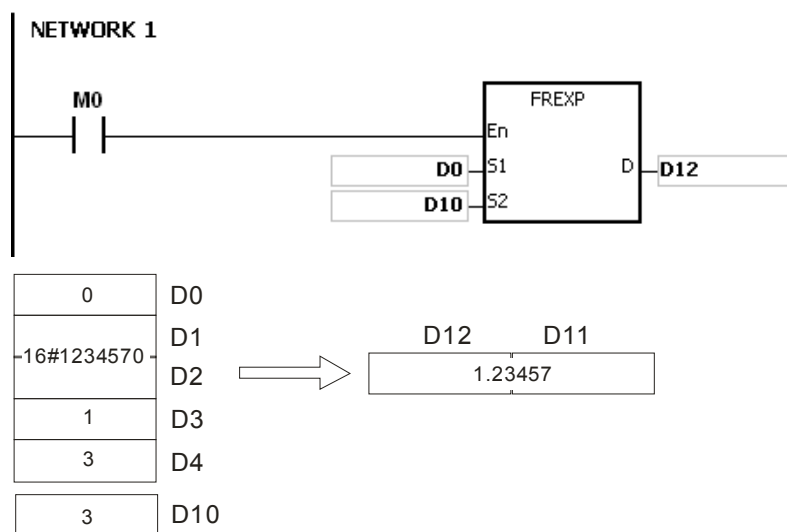 NETWORK 1
M0
FREXP
En
D0 S1 D D12
D10 S2
0 D0
D1
16#1234570
D2
1 D3
3 D4
3 D10
D12 D11
1.23457